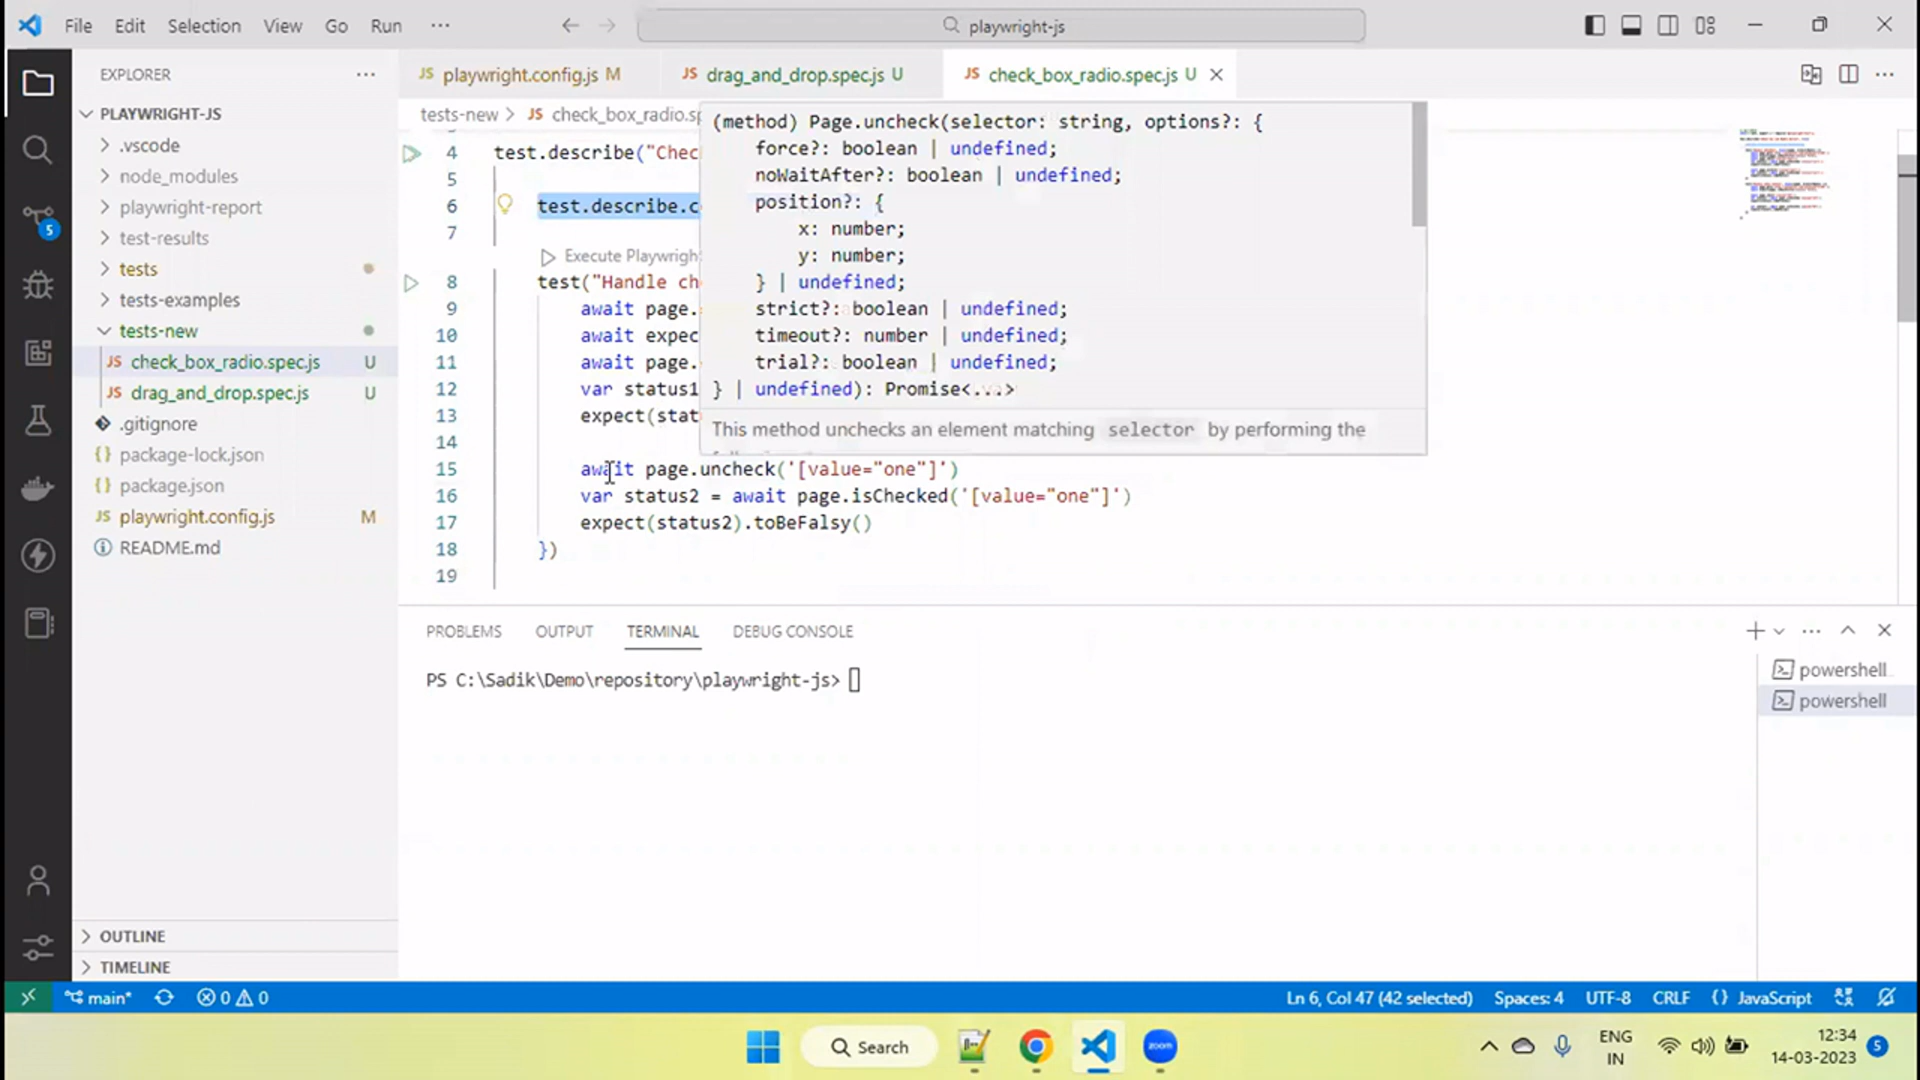 File Edit Selection View Go Run ···
playwright-js
EXPLORER
PLAYWRIGHT-JS
.vscode
node_modules
playwright-report
test-results
tests
tests-examples
tests-new
JS check_box_radio.spec.js U
JS drag_and_drop.spec.js U
.gitignore
{} package-lock.json
{} package.json
JS playwright.config.js M
README.md
OUTLINE
TIMELINE
5
JS playwright.config.js M
JS drag_and_drop.spec.js U
JS check_box_radio.spec.js U
tests-new > JS check_box_radio.sp
4 test.describe("Chec
5
6 test.describe.c
7
Execute Playwrigh
8 test("Handle ch
9 await page.
10 await expec
11 await page.
12 var status1
13 expect(stat
14
15 await page.uncheck('[value="one"]')
16 var status2 = await page.isChecked('[value="one"]')
17 expect(status2).toBeFalsy()
18 })
19
(method) Page.uncheck(selector: string, options?: {
force?: boolean | undefined;
noWaitAfter?: boolean | undefined;
position?: {
x: number;
y: number;
} | undefined;
strict?: boolean | undefined;
timeout?: number | undefined;
trial?: boolean | undefined;
} | undefined): Promise<...>
This method unchecks an element matching selector by performing the
PROBLEMS OUTPUT TERMINAL DEBUG CONSOLE
PS C:\Sadik\Demo\repository\playwright-js>
powershell
powershell
main* 0 0
Ln 6, Col 47 (42 selected) Spaces: 4 UTF-8 CRLF {} JavaScript
Search
zoom
ENG
IN
12:34
14-03-2023
5